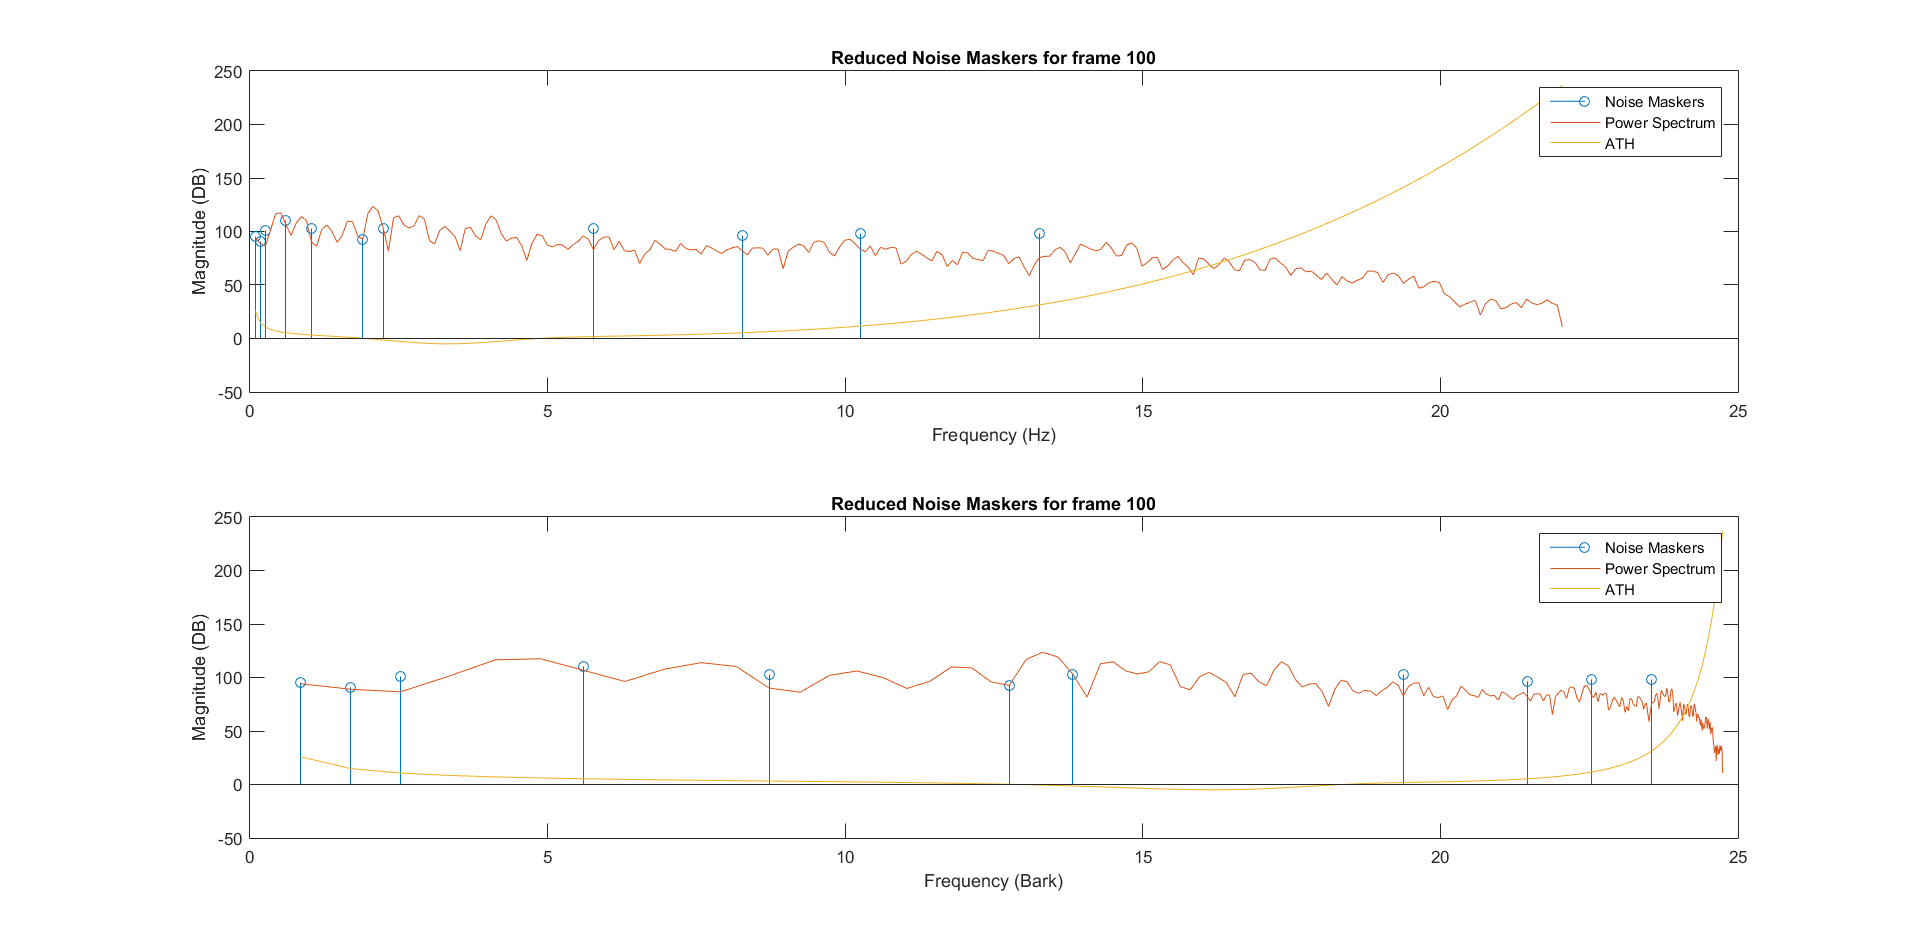 Reduced Noise Maskers for frame 100
250
200
150
100
50
0
-50
Magnitude (DB)
Noise Maskers
Power Spectrum
ATH
0 5 10 15 20 25
Frequency (Hz)
Reduced Noise Maskers for frame 100
250
200
150
100
50
0
-50
Magnitude (DB)
Noise Maskers
Power Spectrum
ATH
0 5 10 15 20 25
Frequency (Bark)